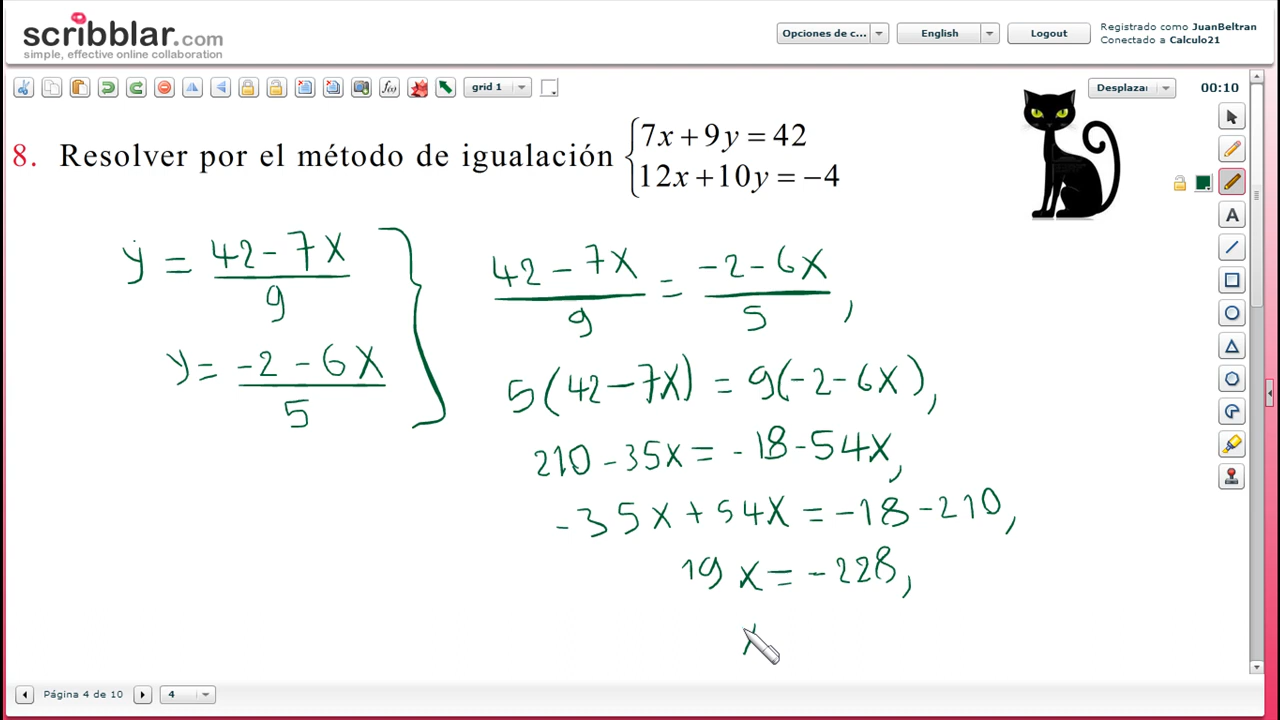 scribblar.com
simple, effective online collaboration
Opciones de c...
English
Logout
Registrado como JuanBeltran
Conectado a Calculo21
f(x)
grid 1
Desplazar
00:10
8. Resolver por el método de igualación {7x + 9y = 42
12x + 10y = −4
y = (42 - 7x)/9
y = (-2 - 6x)/5
(42 - 7x)/9 = (-2 - 6x)/5,
5(42 - 7x) = 9(-2 - 6x),
210 - 35x = -18 - 54x,
-35x + 54x = -18 - 210,
19x = -228,
x
A
Página 4 de 10
4